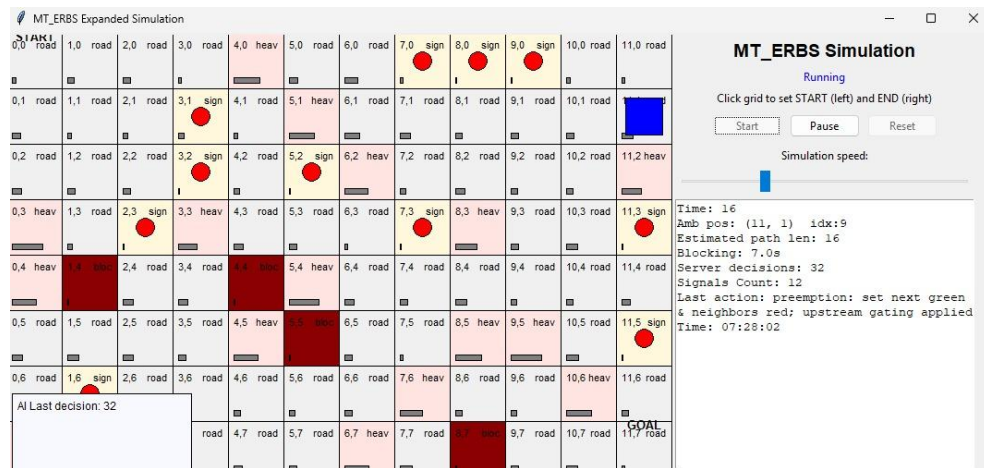 MT_ERBS Expanded Simulation
START
0,0 road 1,0 road 2,0 road 3,0 road 4,0 heav 5,0 road 6,0 road 7,0 sign 8,0 sign 9,0 sign 10,0 road 11,0 road
0,1 road 1,1 road 2,1 road 3,1 sign 4,1 road 5,1 heav 6,1 road 7,1 road 8,1 road 9,1 road 10,1 road
0,2 road 1,2 road 2,2 road 3,2 sign 4,2 road 5,2 sign 6,2 heav 7,2 road 8,2 road 9,2 road 10,2 road 11,2 heav
0,3 heav 1,3 road 2,3 sign 3,3 heav 4,3 road 5,3 road 6,3 road 7,3 sign 8,3 heav 9,3 road 10,3 road 11,3 sign
0,4 heav 1,4 bloc 2,4 road 3,4 road 4,4 bloc 5,4 heav 6,4 road 7,4 road 8,4 road 9,4 road 10,4 road 11,4 road
0,5 road 1,5 road 2,5 road 3,5 road 4,5 heav 5,5 bloc 6,5 road 7,5 road 8,5 heav 9,5 heav 10,5 road 11,5 sign
0,6 road 1,6 sign 2,6 road 3,6 road 4,6 road 5,6 road 6,6 road 7,6 heav 8,6 road 9,6 road 10,6 heav 11,6 road
AI Last decision: 32
GOAL
road 4,7 road 5,7 road 6,7 heav 7,7 road 8,7 bloc 9,7 road 10,7 road 11,7 road
MT_ERBS Simulation
Running
Click grid to set START (left) and END (right)
Start Pause Reset
Simulation speed:
Time: 16
Amb pos: (11, 1) idx:9
Estimated path len: 16
Blocking: 7.0s
Server decisions: 32
Signals Count: 12
Last action: preemption: set next green
& neighbors red; upstream gating applied
Time: 07:28:02